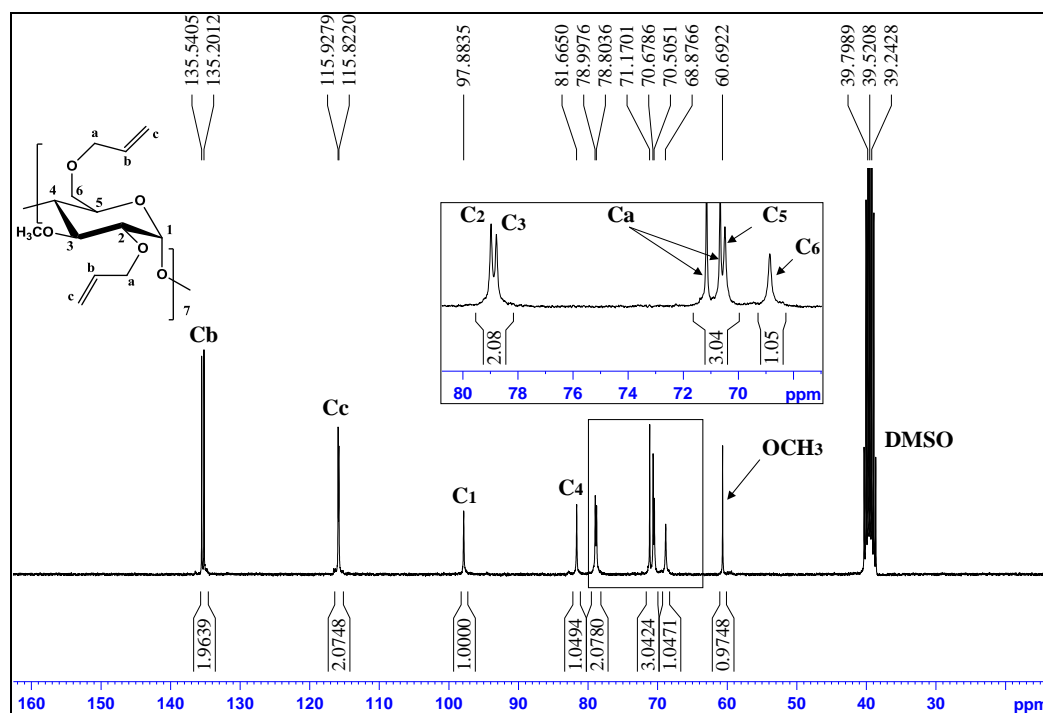 135.5405
135.2012
115.9279
115.8220
97.8835
81.6650
78.9976
78.8036
71.1701
70.6786
70.5051
68.8766
60.6922
39.7989
39.5208
39.2428
a
c
b
O
6
4
5
O
H3C
O
3
2
1
O
O
b
a
c
7
C2
C3
Ca
C5
C6
2.08
3.04
1.05
80 78 76 74 72 70 ppm
Cb
Cc
C1
C4
OCH3
DMSO
1.9639
2.0748
1.0000
1.0494
2.0780
3.0424
1.0471
0.9748
160 150 140 130 120 110 100 90 80 70 60 50 40 30 ppm